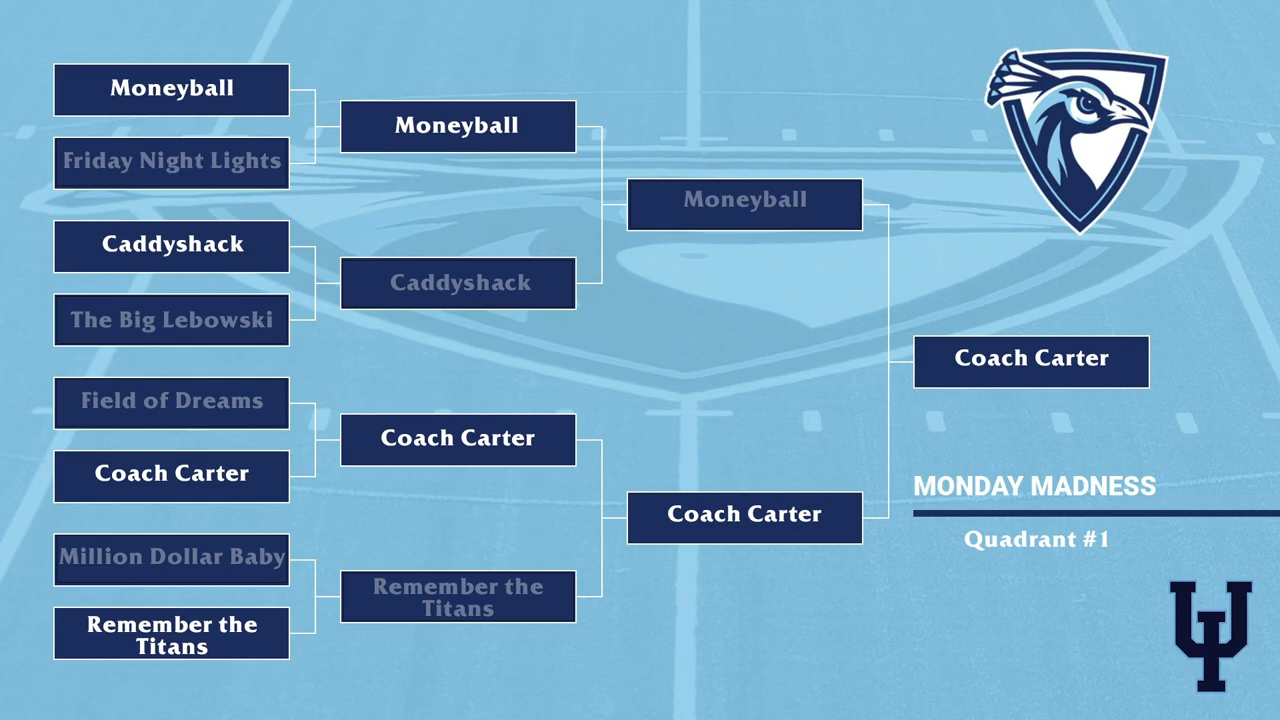 Moneyball
Friday Night Lights
Caddyshack
The Big Lebowski
Field of Dreams
Coach Carter
Million Dollar Baby
Remember the
Titans
Moneyball
Caddyshack
Coach Carter
Remember the
Titans
Moneyball
Coach Carter
Coach Carter
MONDAY MADNESS
Quadrant #1
UI